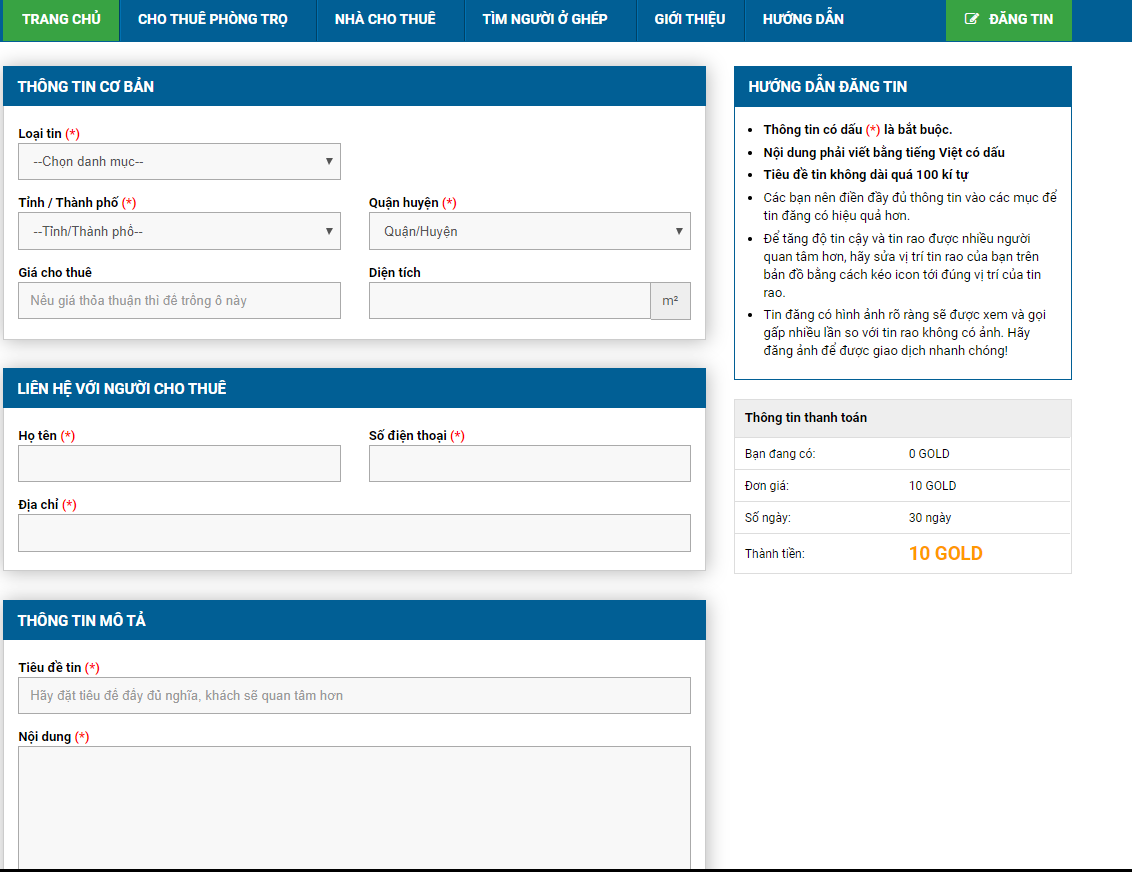 TRANG CHỦ
CHO THUÊ PHÒNG TRỌ
NHÀ CHO THUÊ
TÌM NGƯỜI Ở GHÉP
GIỚI THIỆU
HƯỚNG DẪN
ĐĂNG TIN
THÔNG TIN CƠ BẢN
Loại tin (*)
--Chọn danh mục--
Tỉnh / Thành phố (*)
Quận huyện (*)
--Tỉnh/Thành phố--
Quận/Huyện
Giá cho thuê
Diện tích
Nếu giá thỏa thuận thì để trống ô này
m²
LIÊN HỆ VỚI NGƯỜI CHO THUÊ
Họ tên (*)
Số điện thoại (*)
Địa chỉ (*)
THÔNG TIN MÔ TẢ
Tiêu đề tin (*)
Hãy đặt tiêu đề đầy đủ nghĩa, khách sẽ quan tâm hơn
Nội dung (*)
HƯỚNG DẪN ĐĂNG TIN
Thông tin có dấu (*) là bắt buộc.
Nội dung phải viết bằng tiếng Việt có dấu
Tiêu đề tin không dài quá 100 kí tự
Các bạn nên điền đầy đủ thông tin vào các mục để
tin đăng có hiệu quả hơn.
Để tăng độ tin cậy và tin rao được nhiều người
quan tâm hơn, hãy sửa vị trí tin rao của bạn trên
bản đồ bằng cách kéo icon tới đúng vị trí của tin
rao.
Tin đăng có hình ảnh rõ ràng sẽ được xem và gọi
gấp nhiều lần so với tin rao không có ảnh. Hãy
đăng ảnh để được giao dịch nhanh chóng!
Thông tin thanh toán
Bạn đang có: 0 GOLD
Đơn giá: 10 GOLD
Số ngày: 30 ngày
Thành tiền: 10 GOLD